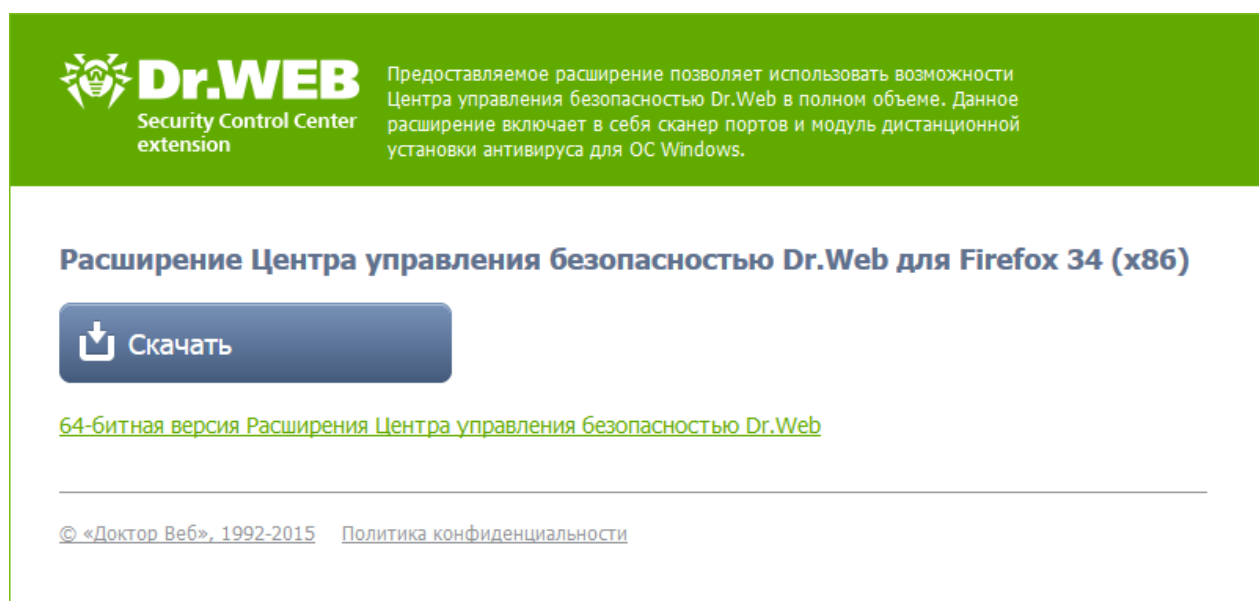 Dr.WEB
Security Control Center
extension
Предоставляемое расширение позволяет использовать возможности
Центра управления безопасностью Dr.Web в полном объеме. Данное
расширение включает в себя сканер портов и модуль дистанционной
установки антивируса для ОС Windows.
Расширение Центра управления безопасностью Dr.Web для Firefox 34 (x86)
Скачать
64-битная версия Расширения Центра управления безопасностью Dr.Web
© «Доктор Веб», 1992-2015 Политика конфиденциальности